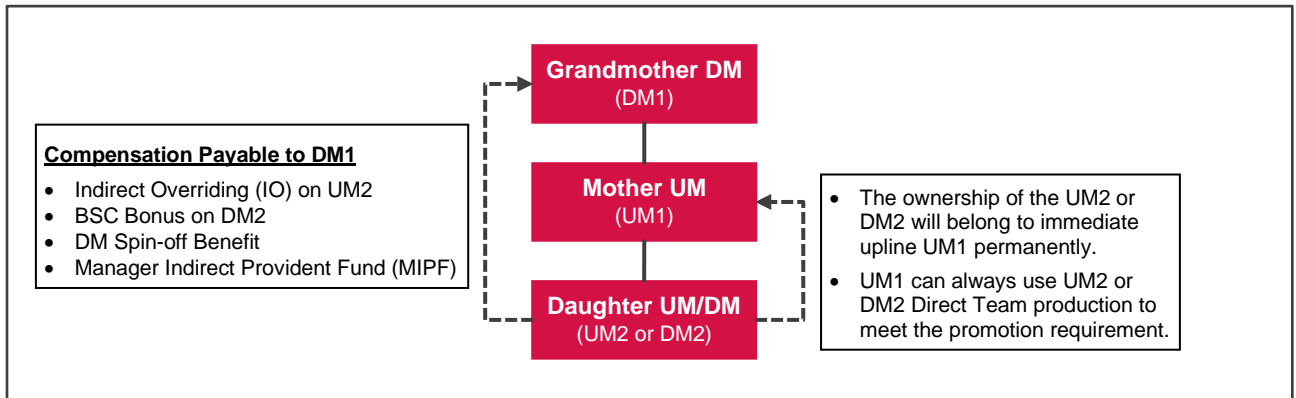 Grandmother DM
(DM1)
Compensation Payable to DM1
• Indirect Overriding (IO) on UM2
• BSC Bonus on DM2
• DM Spin-off Benefit
• Manager Indirect Provident Fund (MIPF)
Mother UM
(UM1)
• The ownership of the UM2 or
DM2 will belong to immediate
upline UM1 permanently.
• UM1 can always use UM2 or
DM2 Direct Team production to
meet the promotion requirement.
Daughter UM/DM
(UM2 or DM2)